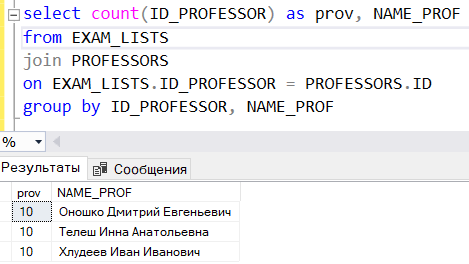 select count(ID_PROFESSOR) as prov, NAME_PROF
from EXAM_LISTS
join PROFESSORS
on EXAM_LISTS.ID_PROFESSOR = PROFESSORS.ID
group by ID_PROFESSOR, NAME_PROF
%
Результаты Сообщения
prov NAME_PROF
10 Оношко Дмитрий Евгеньевич
10 Телеш Инна Анатольевна
10 Хлудеев Иван Иванович